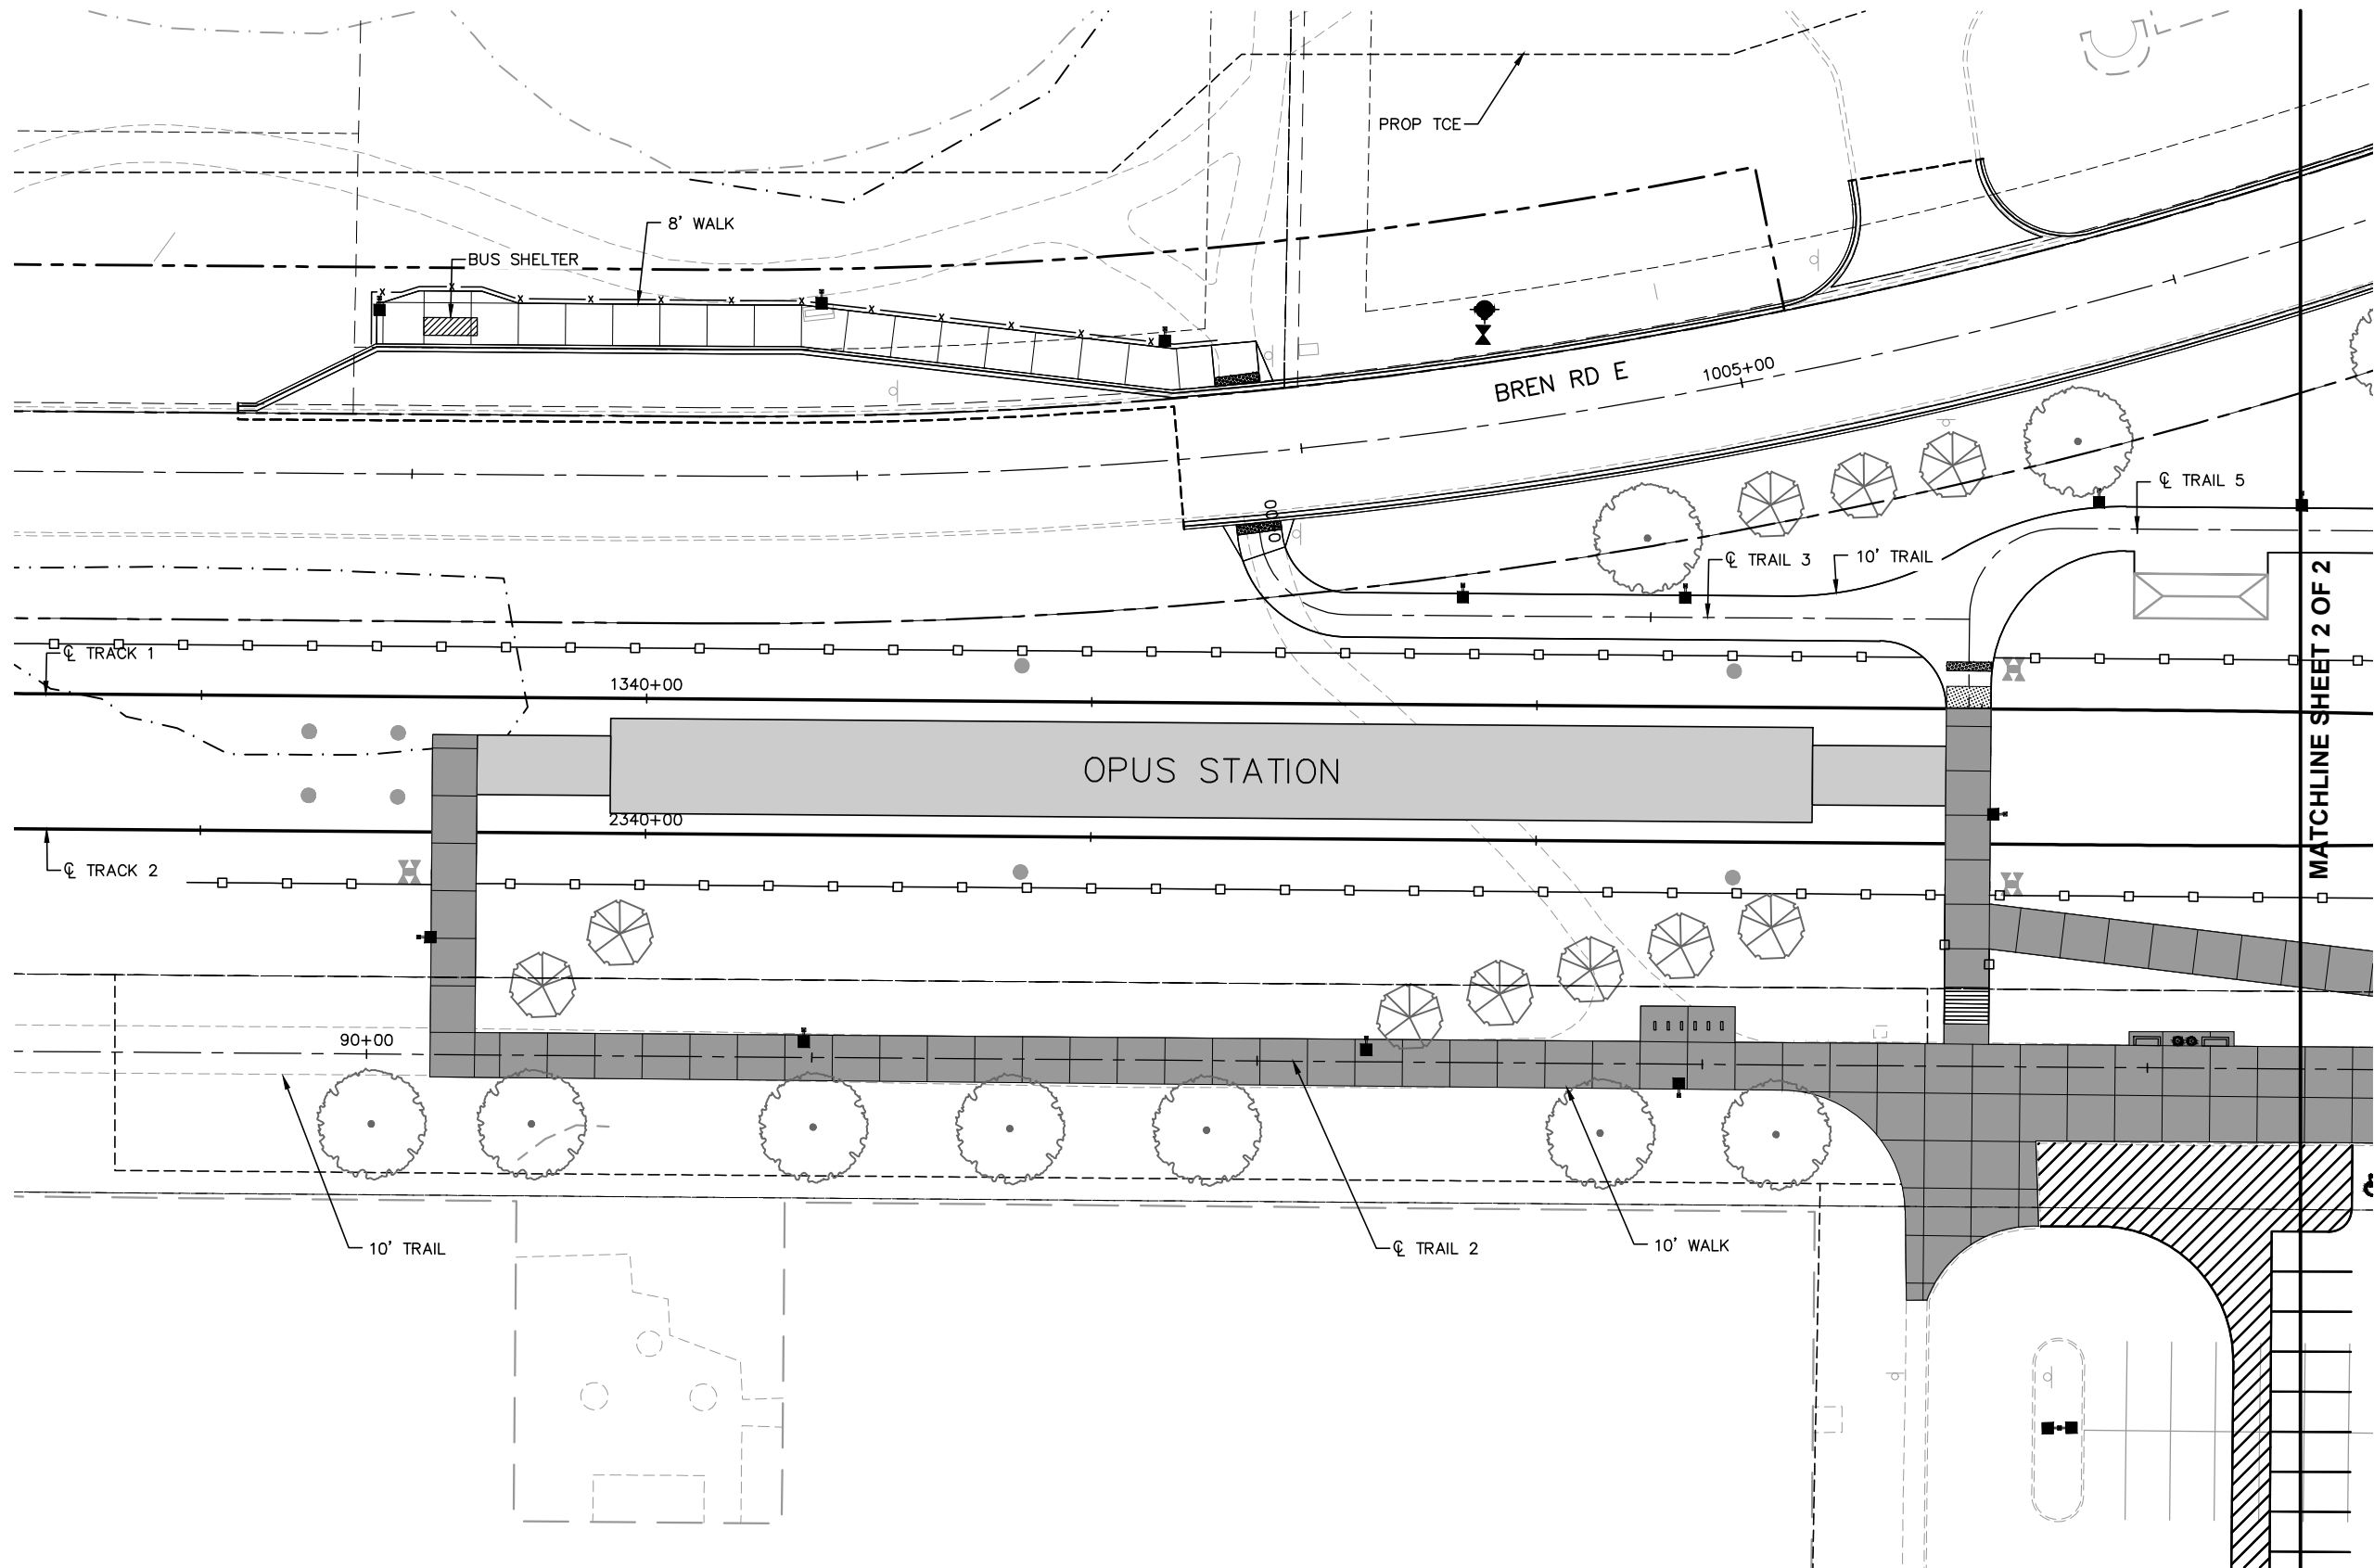 PROP TCE
8' WALK
BUS SHELTER
BREN RD E
1005+00
℄ TRAIL 5
℄ TRAIL 3
10' TRAIL
MATCHLINE SHEET 2 OF 2
℄ TRACK 1
1340+00
OPUS STATION
2340+00
℄ TRACK 2
90+00
10' TRAIL
℄ TRAIL 2
10' WALK